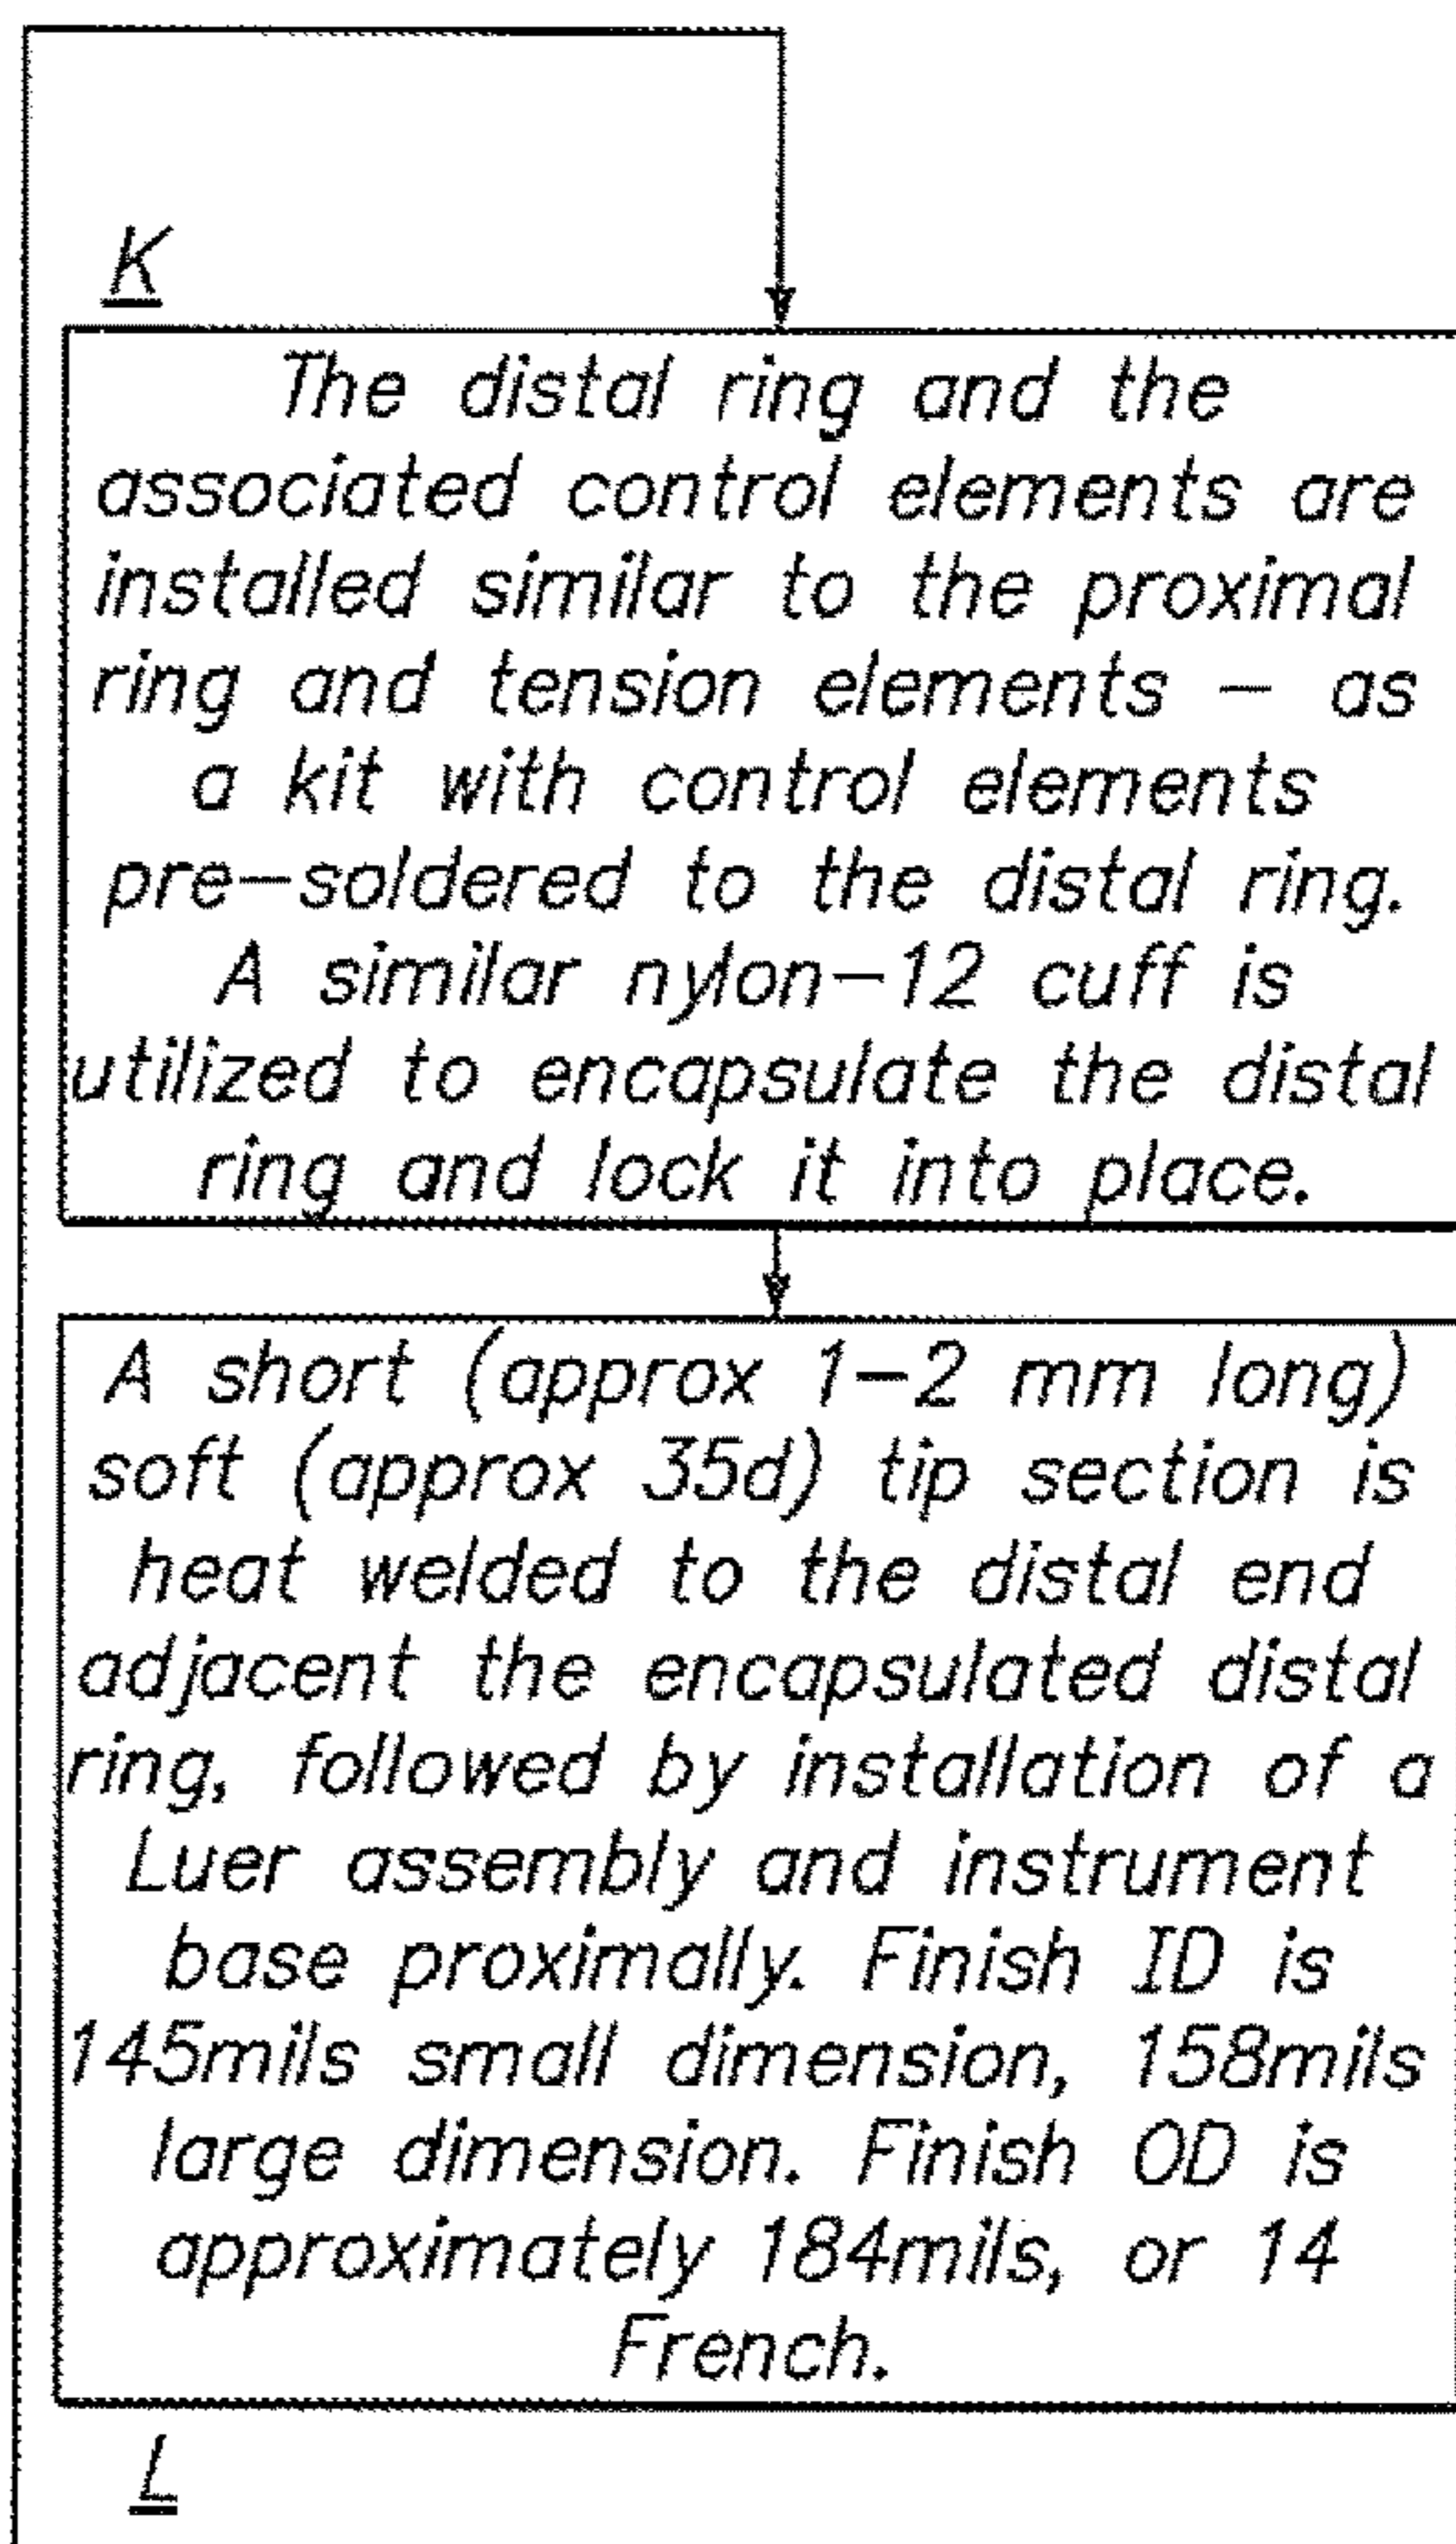 K
The distal ring and the
associated control elements are
installed similar to the proximal
ring and tension elements – as
a kit with control elements
pre–soldered to the distal ring.
A similar nylon–12 cuff is
utilized to encapsulate the distal
ring and lock it into place.
A short (approx 1–2 mm long)
soft (approx 35d) tip section is
heat welded to the distal end
adjacent the encapsulated distal
ring, followed by installation of a
Luer assembly and instrument
base proximally. Finish ID is
145mils small dimension, 158mils
large dimension. Finish OD is
approximately 184mils, or 14
French.
L